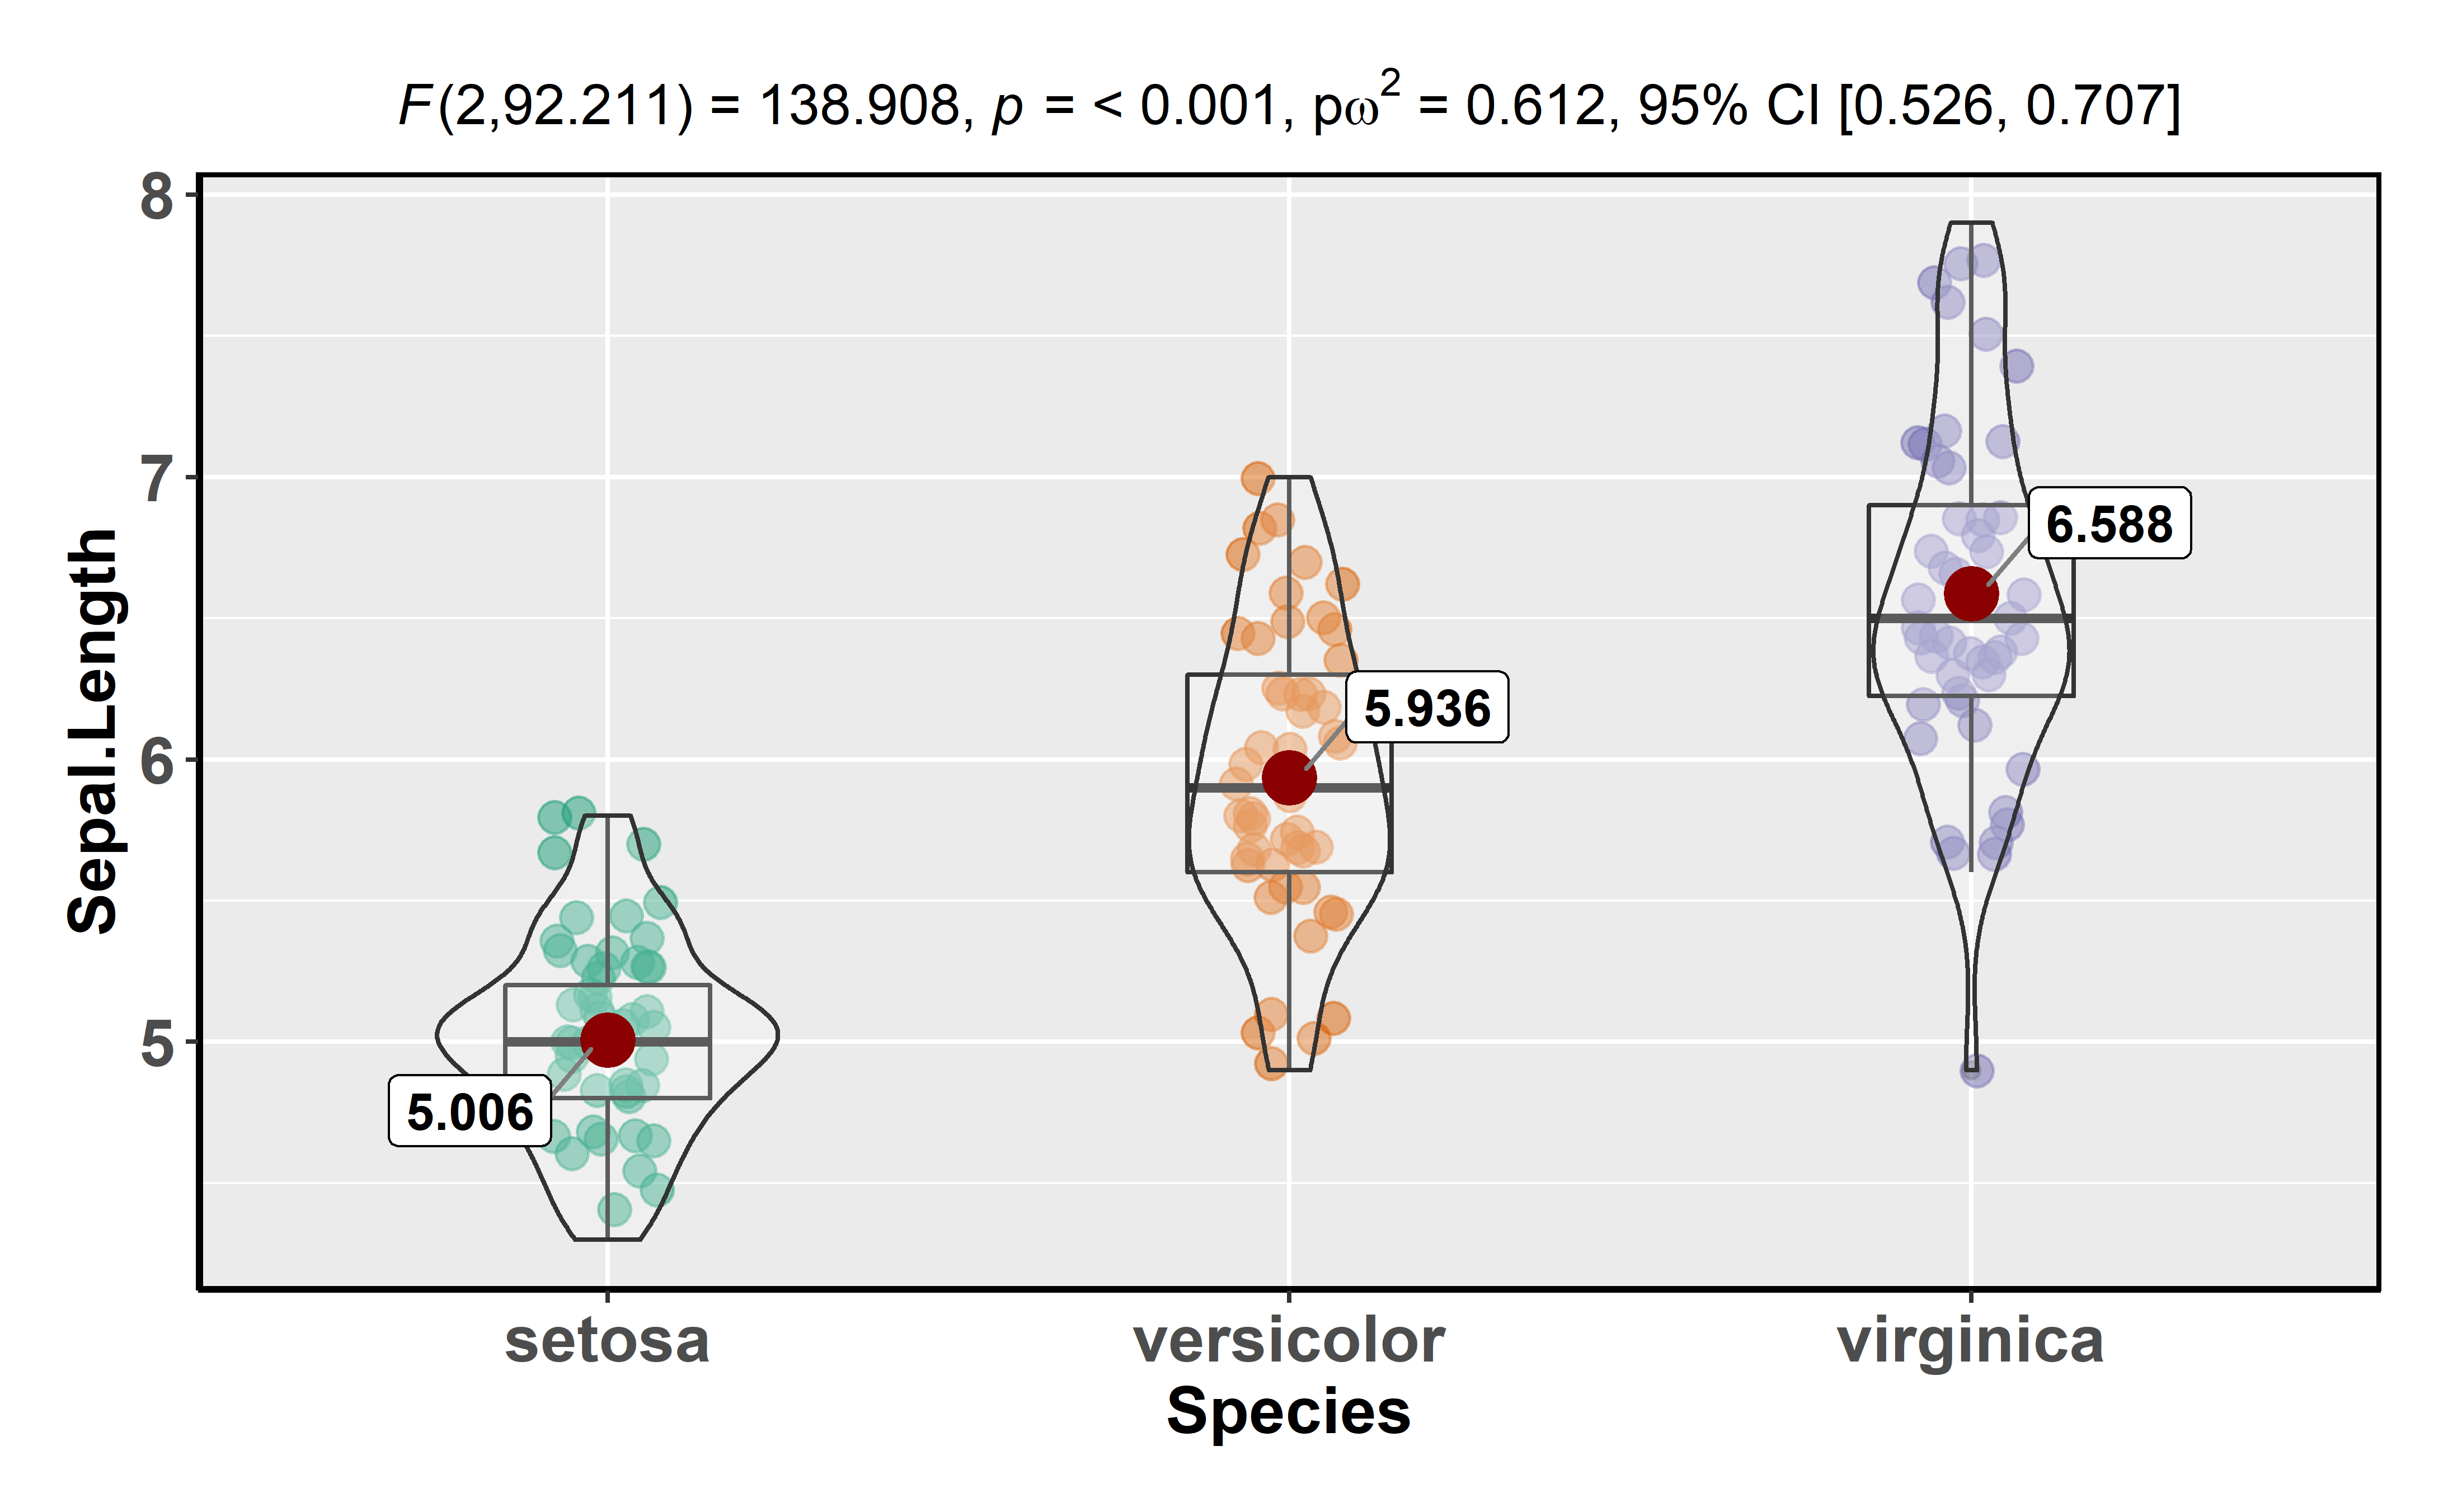 F(2,92.211) = 138.908, p = < 0.001, pω² = 0.612, 95% CI [0.526, 0.707]
8
7
6
5
Sepal.Length
6.588
5.936
5.006
setosa versicolor virginica
Species